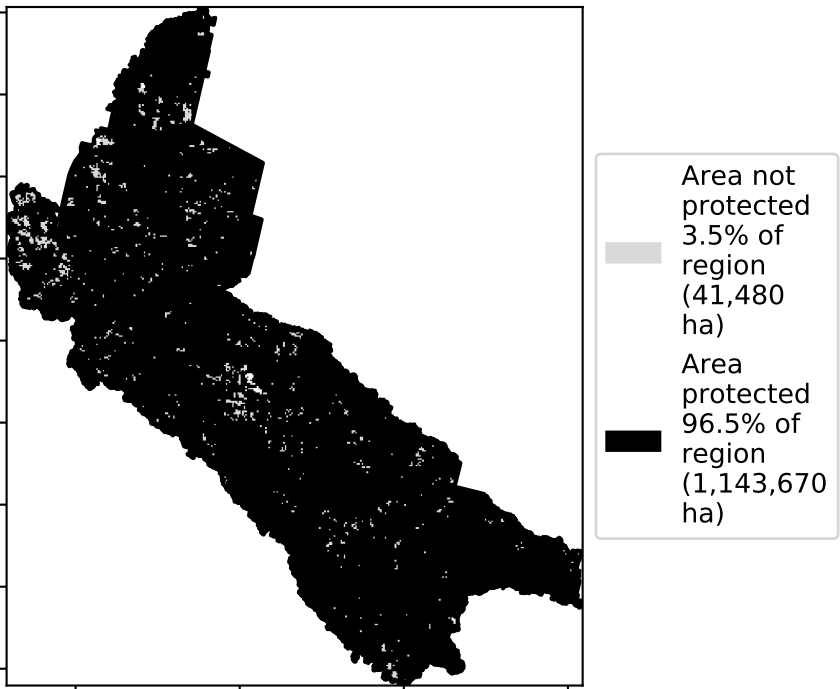 Area not
protected
3.5% of
region
(41,480
ha)
Area
protected
96.5% of
region
(1,143,670
ha)